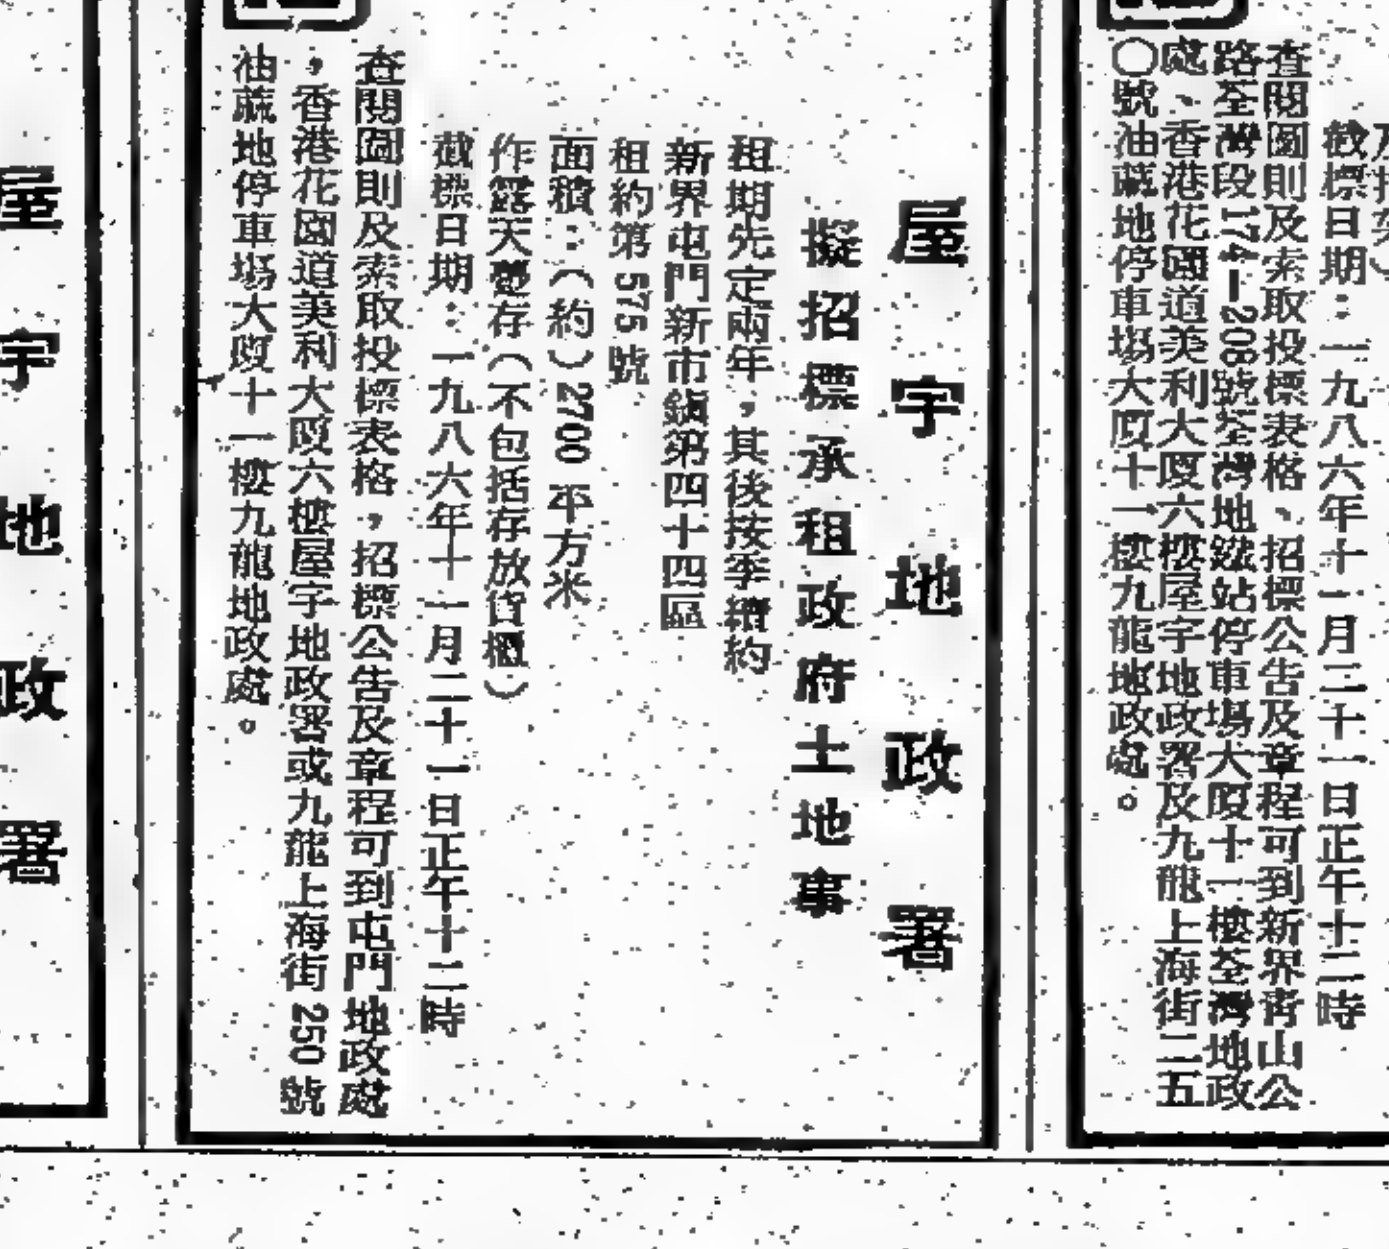 截標日期：一九八六年十一月二十一日正午十二時
查閱圖則及索取投標表格、招標公告及章程可到新界青山公
路荃灣段174—208號荃灣地鐵站停車場大厦十一樓荃灣地政
處、香港花園道美利大厦六樓屋宇地政署及九龍上海街二五
〇號油蔴地停車場大厦十一樓九龍地政處。
屋宇地政署
擬招標承租政府土地事
租期先定兩年，其後按季續約
新界屯門新市鎮第四十四區
租約第575號
面積：（約）2700平方米
作露天貯存（不包括存放貨櫃）
截標日期：一九八六年十一月二十一日正午十二時
查閱圖則及索取投標表格，招標公告及章程可到屯門地政處
，香港花園道美利大厦六樓屋宇地政署或九龍上海街250號
油蔴地停車場大厦十一樓九龍地政處。
屋宇地政署